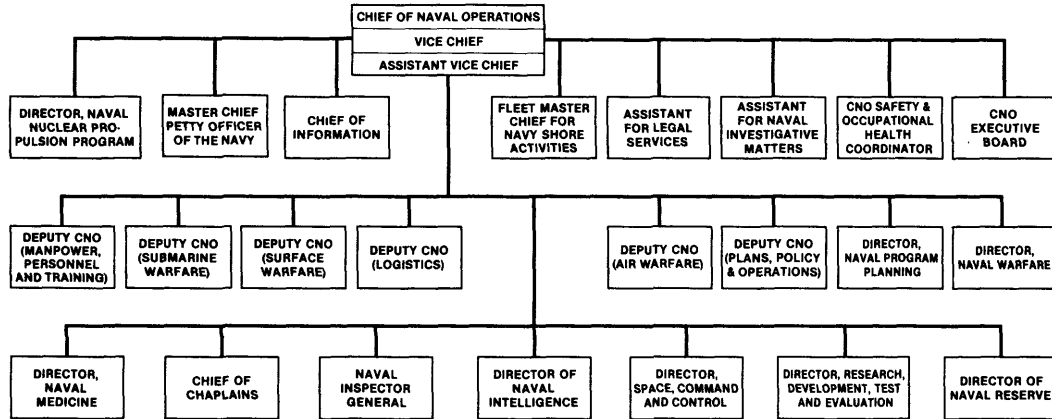 CHIEF OF NAVAL OPERATIONS
VICE CHIEF
ASSISTANT VICE CHIEF
DIRECTOR, NAVAL
NUCLEAR PRO-
PULSION PROGRAM
MASTER CHIEF
PETTY OFFICER
OF THE NAVY
CHIEF OF
INFORMATION
FLEET MASTER
CHIEF FOR
NAVY SHORE
ACTIVITIES
ASSISTANT
FOR LEGAL
SERVICES
ASSISTANT
FOR NAVAL
INVESTIGATIVE
MATTERS
CNO SAFETY &
OCCUPATIONAL
HEALTH
COORDINATOR
CNO
EXECUTIVE
BOARD
DEPUTY CNO
(MANPOWER,
PERSONNEL
AND TRAINING)
DEPUTY CNO
(SUBMARINE
WARFARE)
DEPUTY CNO
(SURFACE
WARFARE)
DEPUTY CNO
(LOGISTICS)
DEPUTY CNO
(AIR WARFARE)
DEPUTY CNO
(PLANS, POLICY
& OPERATIONS)
DIRECTOR,
NAVAL PROGRAM
PLANNING
DIRECTOR,
NAVAL WARFARE
DIRECTOR,
NAVAL
MEDICINE
CHIEF OF
CHAPLAINS
NAVAL
INSPECTOR
GENERAL
DIRECTOR OF
NAVAL
INTELLIGENCE
DIRECTOR,
SPACE, COMMAND
AND CONTROL
DIRECTOR, RESEARCH,
DEVELOPMENT, TEST
AND EVALUATION
DIRECTOR OF
NAVAL RESERVE